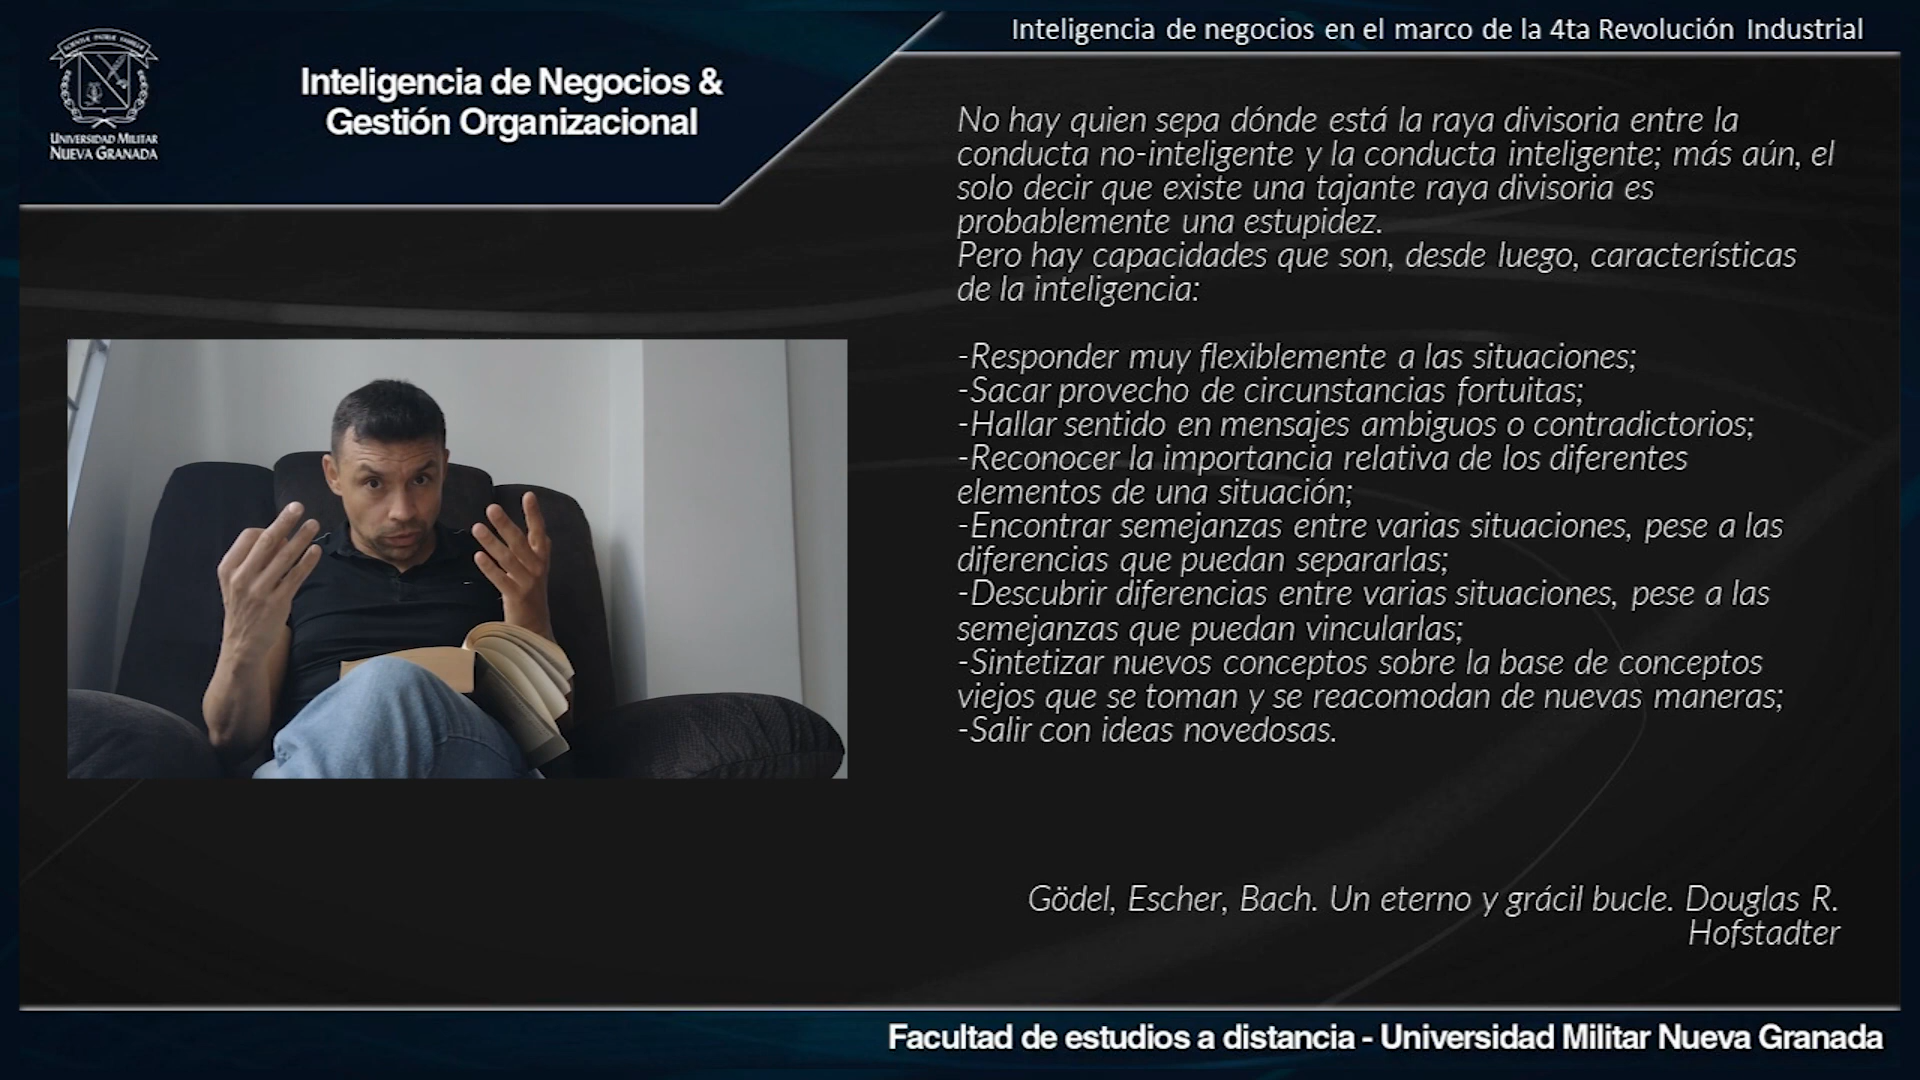 Inteligencia de negocios en el marco de la 4ta Revolución Industrial
UNIVERSIDAD MILITAR
NUEVA GRANADA
Inteligencia de Negocios &
Gestión Organizacional
No hay quien sepa dónde está la raya divisoria entre la
conducta no-inteligente y la conducta inteligente; más aún, el
solo decir que existe una tajante raya divisoria es
probablemente una estupidez.
Pero hay capacidades que son, desde luego, características
de la inteligencia:
-Responder muy flexiblemente a las situaciones;
-Sacar provecho de circunstancias fortuitas;
-Hallar sentido en mensajes ambiguos o contradictorios;
-Reconocer la importancia relativa de los diferentes
elementos de una situación;
-Encontrar semejanzas entre varias situaciones, pese a las
diferencias que puedan separarlas;
-Descubrir diferencias entre varias situaciones, pese a las
semejanzas que puedan vincularlas;
-Sintetizar nuevos conceptos sobre la base de conceptos
viejos que se toman y se reacomodan de nuevas maneras;
-Salir con ideas novedosas.
Gödel, Escher, Bach. Un eterno y grácil bucle. Douglas R.
Hofstadter
Facultad de estudios a distancia - Universidad Militar Nueva Granada